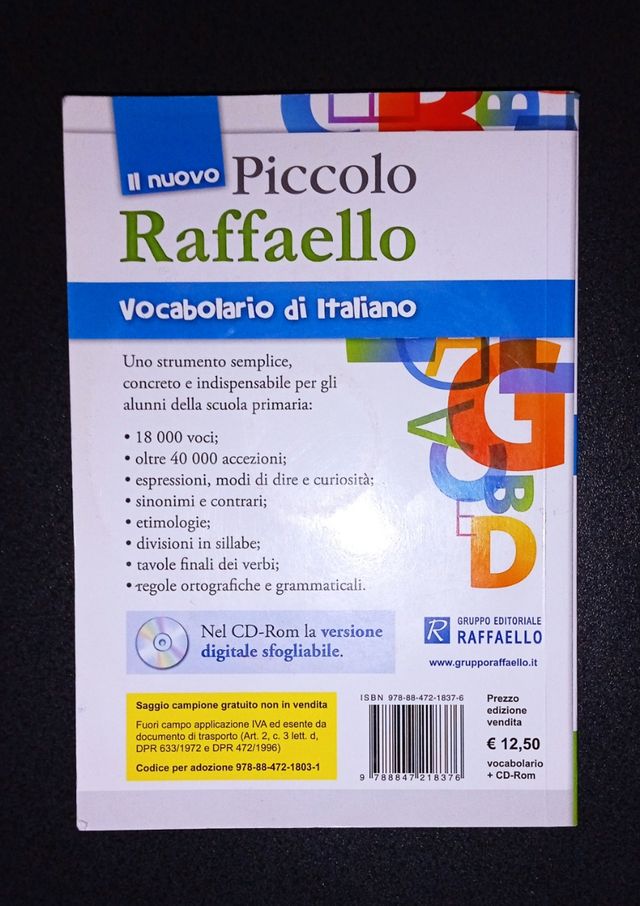 Il nuovo Piccolo
Raffaello
Vocabolario di Italiano
Uno strumento semplice,
concreto e indispensabile per gli
alunni della scuola primaria:
• 18 000 voci;
• oltre 40 000 accezioni;
• espressioni, modi di dire e curiosità;
• sinonimi e contrari;
• etimologie;
• divisioni in sillabe;
• tavole finali dei verbi;
• regole ortografiche e grammaticali.
Nel CD-Rom la versione
digitale sfogliabile.
R GRUPPO EDITORIALE
RAFFAELLO
www.grupporaffaello.it
Saggio campione gratuito non in vendita
Fuori campo applicazione IVA ed esente da
documento di trasporto (Art. 2, c. 3 lett. d,
DPR 633/1972 e DPR 472/1996)
Codice per adozione 978-88-472-1803-1
ISBN 978-88-472-1837-6
9 788847 218376
Prezzo
edizione
vendita
€ 12,50
vocabolario
+ CD-Rom